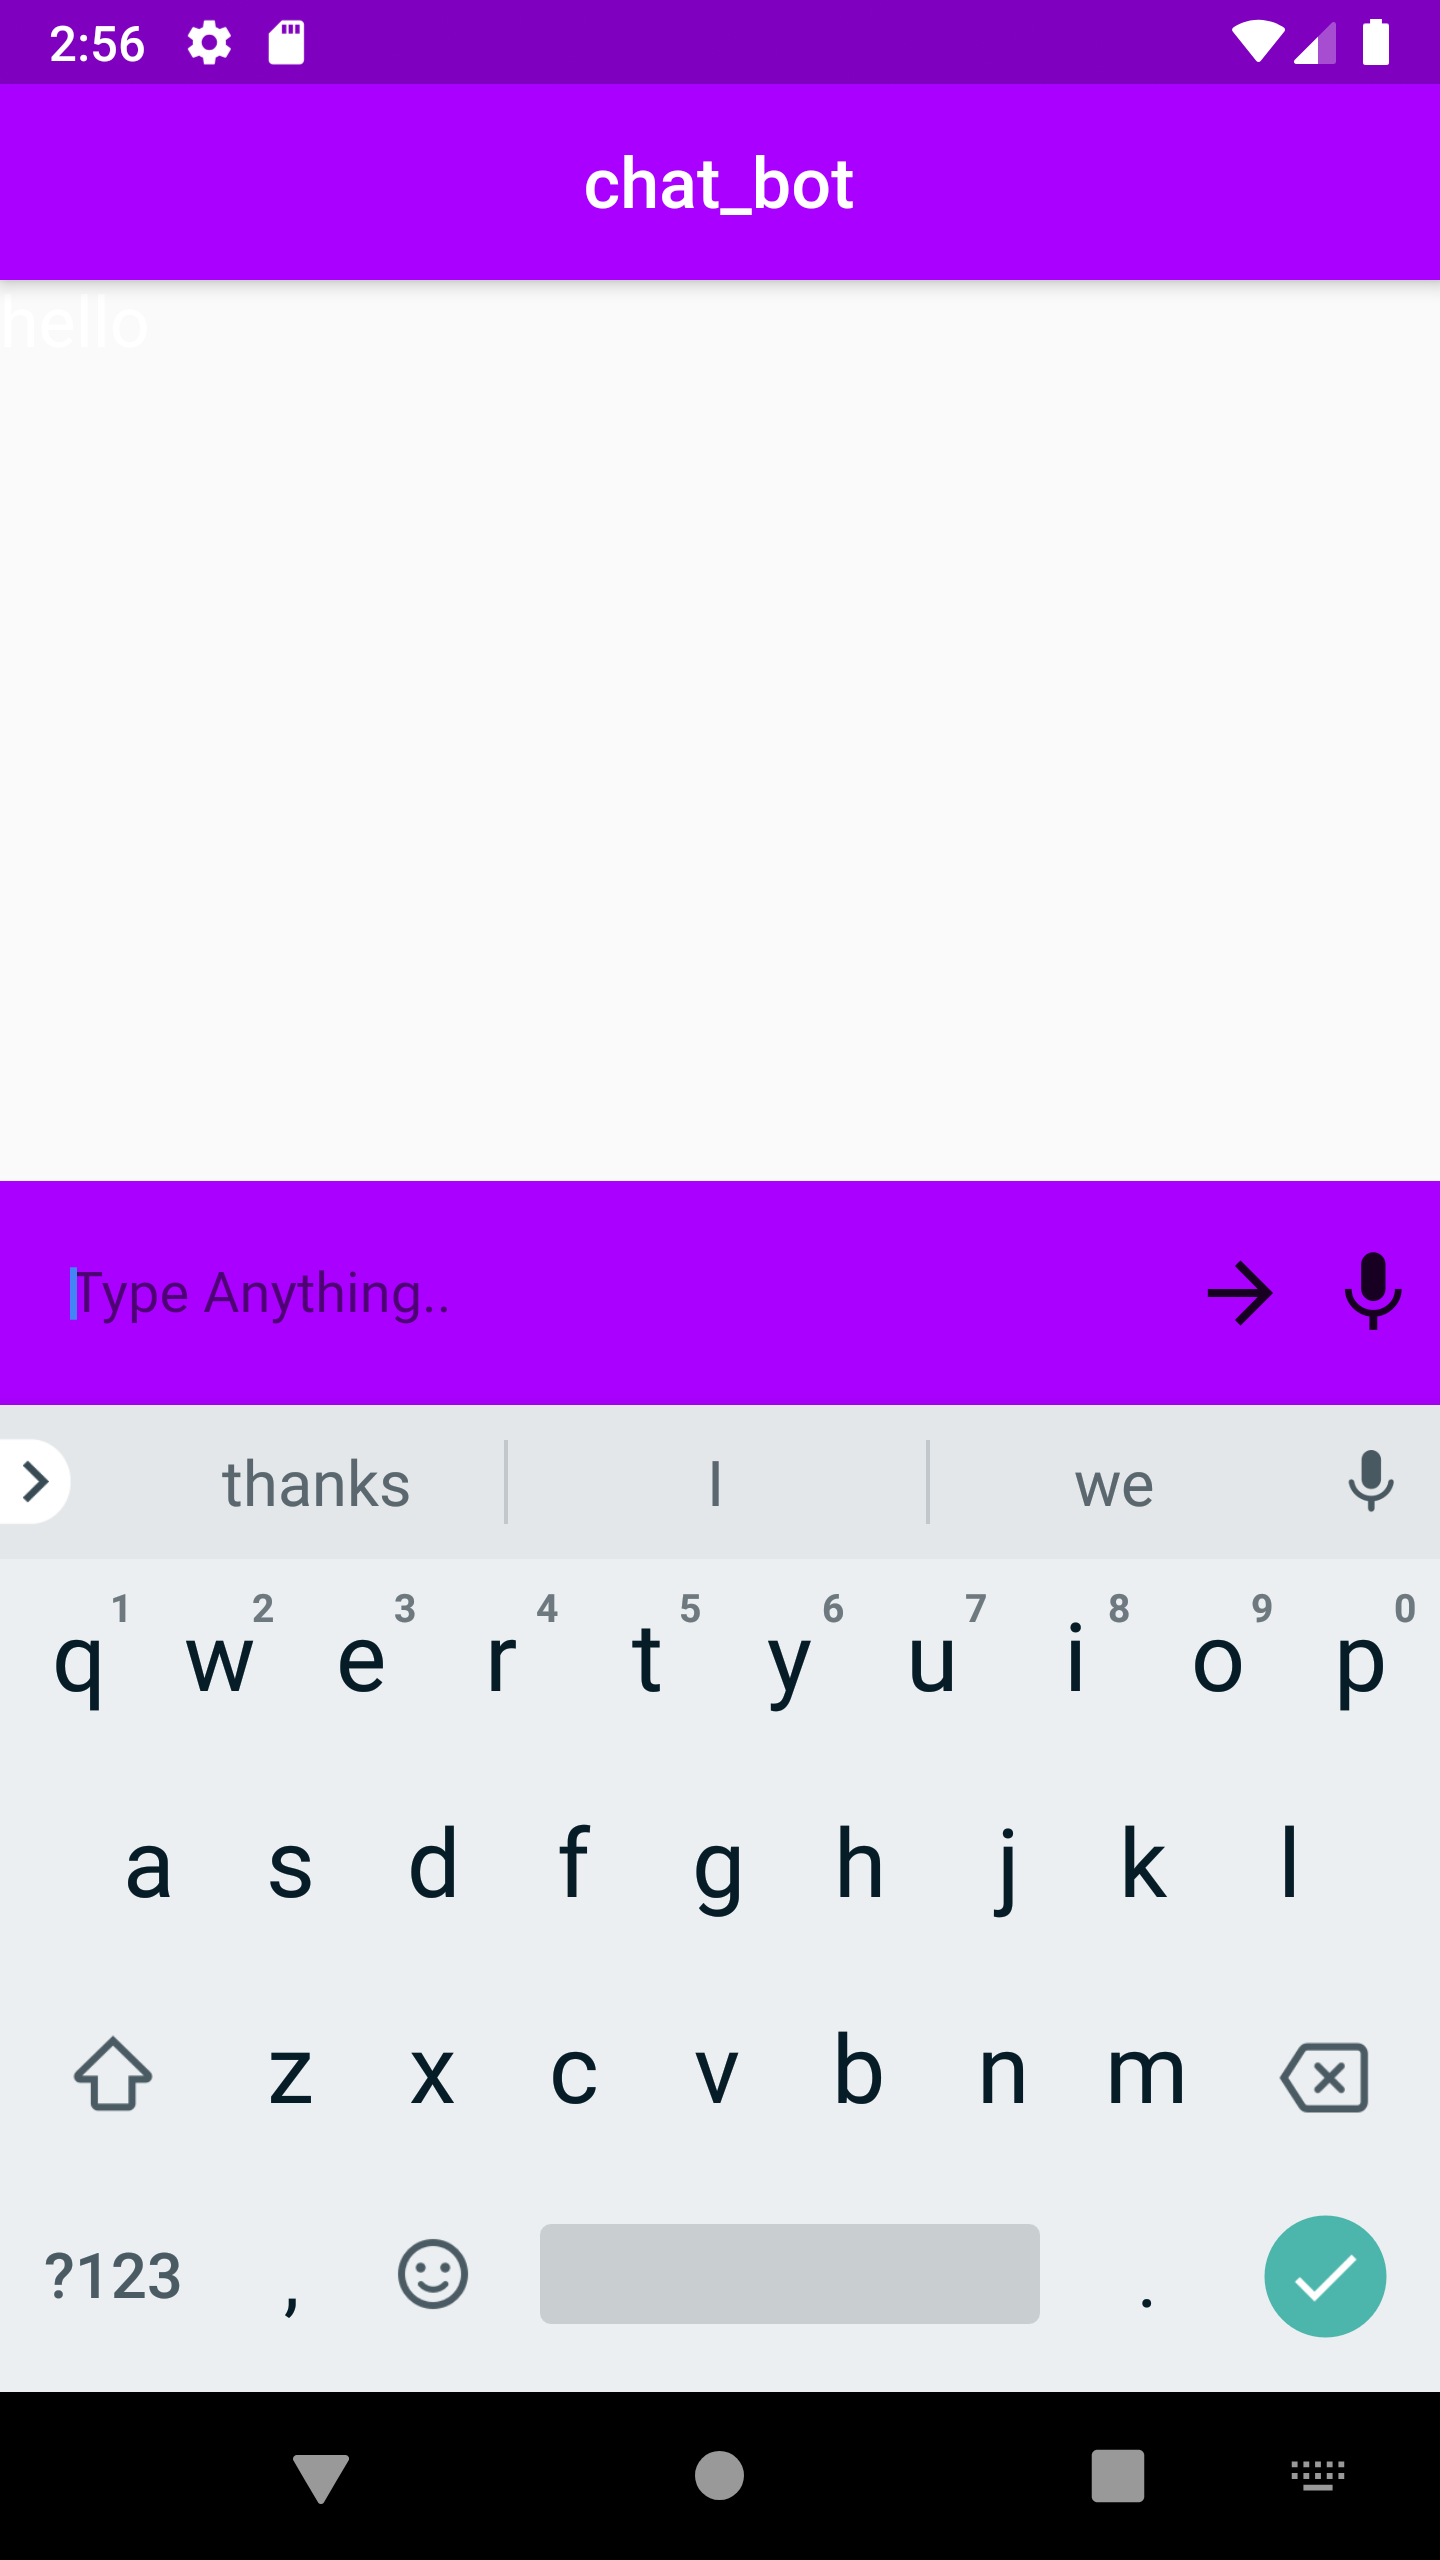 2:56
chat_bot
hello
Type Anything..
thanks I we
1 2 3 4 5 6 7 8 9 0
q w e r t y u i o p
a s d f g h j k l
z x c v b n m
?123 , .